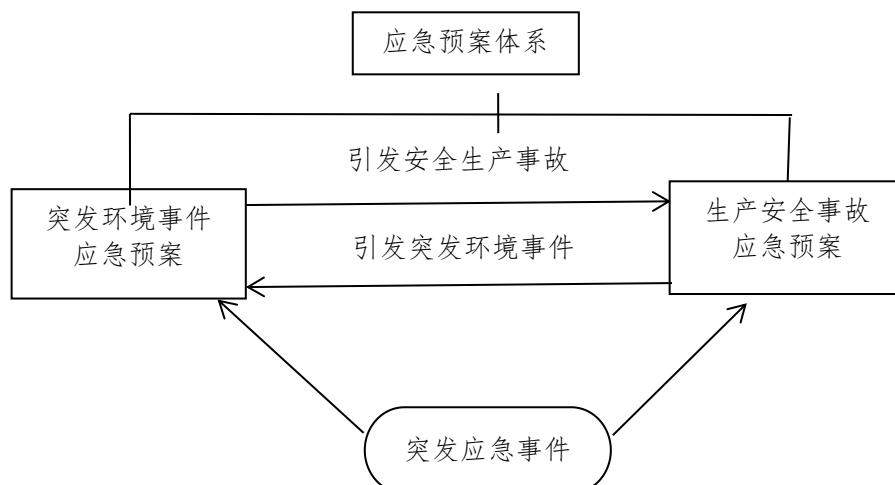 应急预案体系
引发安全生产事故
突发环境事件
应急预案
生产安全事故
应急预案
引发突发环境事件
突发应急事件